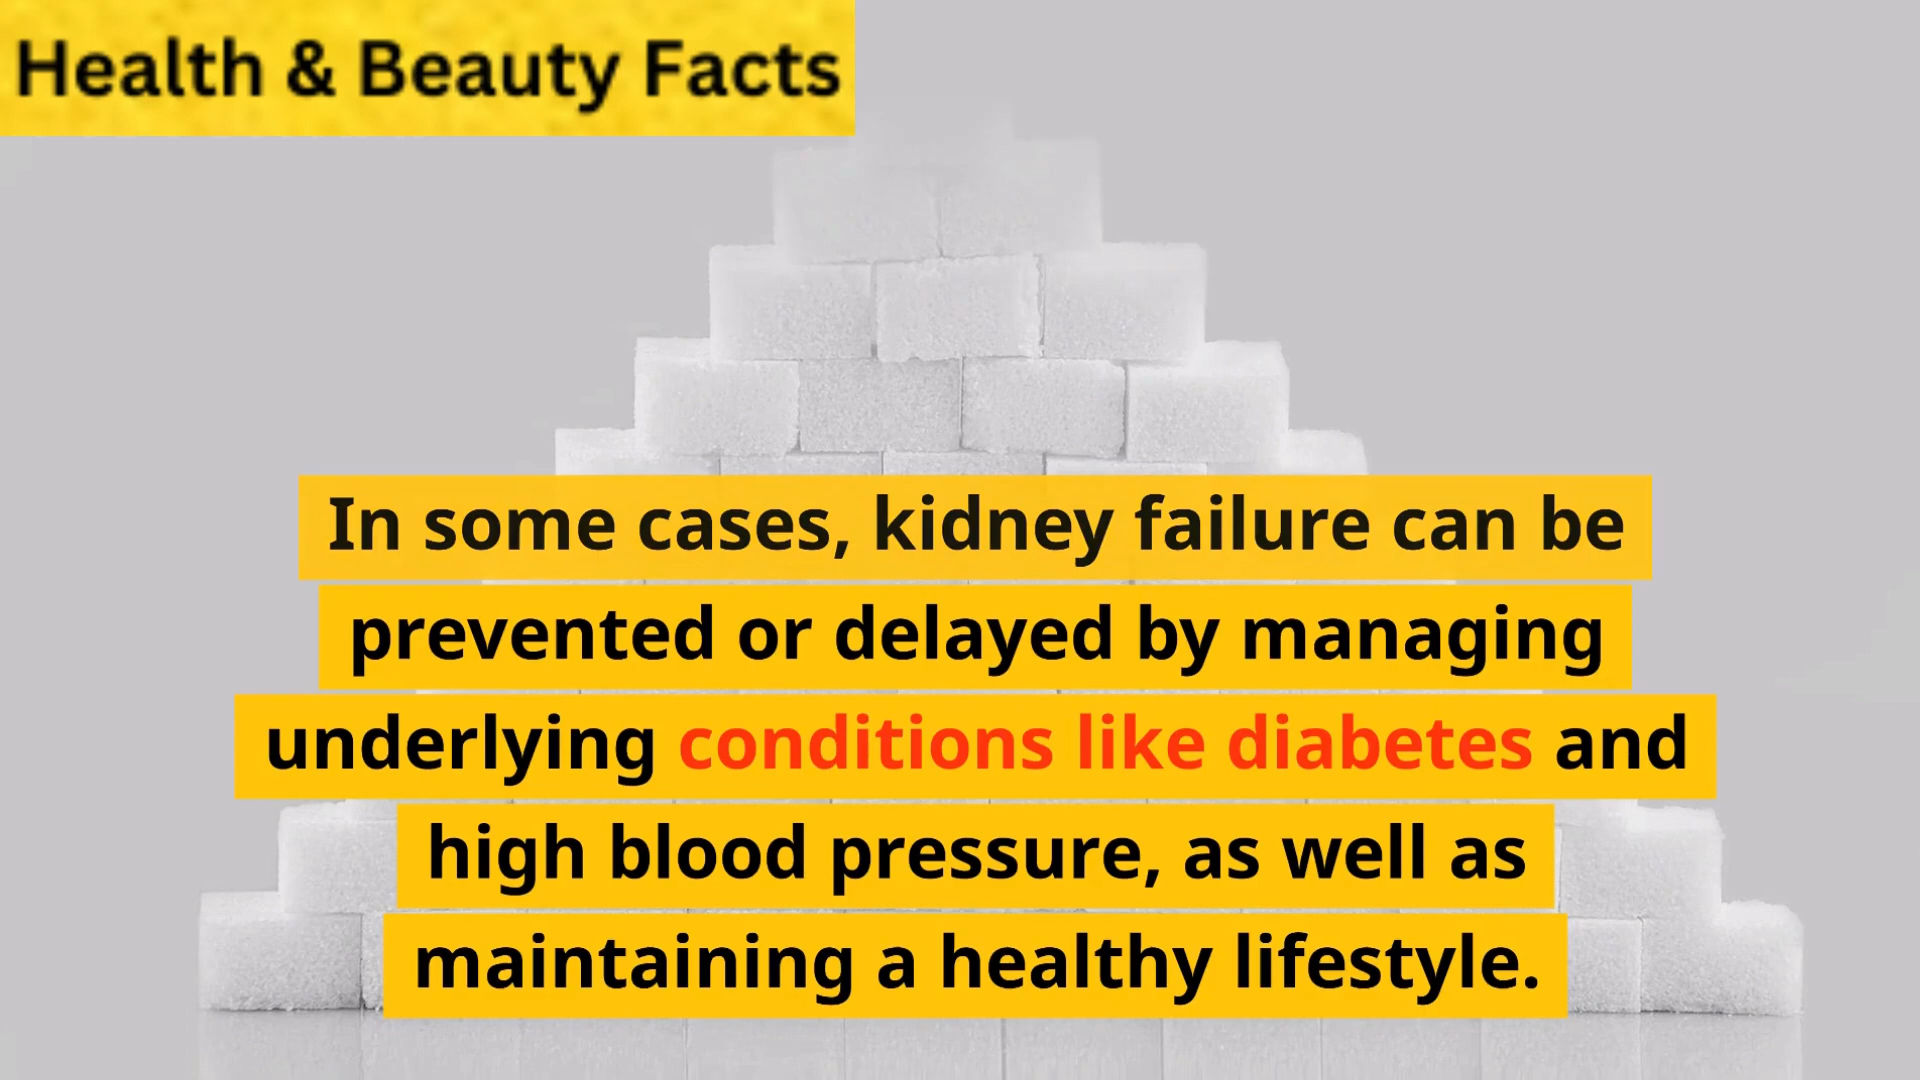 Health & Beauty Facts
In some cases, kidney failure can be
prevented or delayed by managing
underlying conditions like diabetes and
high blood pressure, as well as
maintaining a healthy lifestyle.